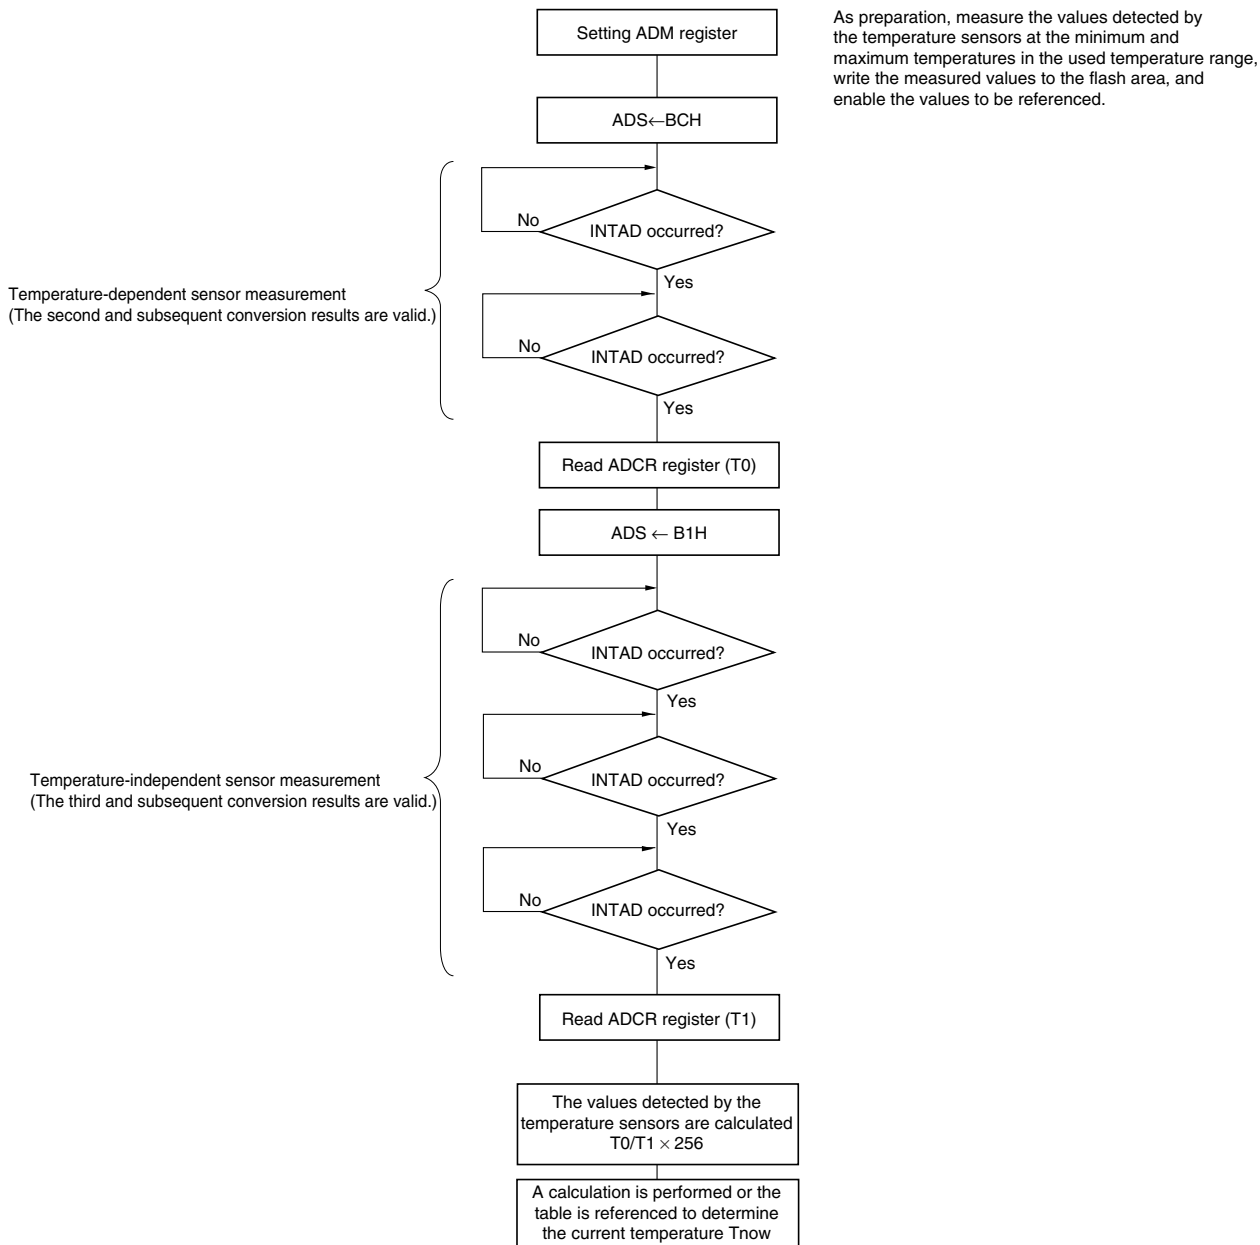 Setting ADM register
As preparation, measure the values detected by
the temperature sensors at the minimum and
maximum temperatures in the used temperature range,
write the measured values to the flash area, and
enable the values to be referenced.
ADS←BCH
No
INTAD occurred?
Yes
Temperature-dependent sensor measurement
(The second and subsequent conversion results are valid.)
No
INTAD occurred?
Yes
Read ADCR register (T0)
ADS ← B1H
No
INTAD occurred?
Yes
Temperature-independent sensor measurement
(The third and subsequent conversion results are valid.)
No
INTAD occurred?
Yes
No
INTAD occurred?
Yes
Read ADCR register (T1)
The values detected by the
temperature sensors are calculated
T0/T1 × 256
A calculation is performed or the
table is referenced to determine
the current temperature Tnow